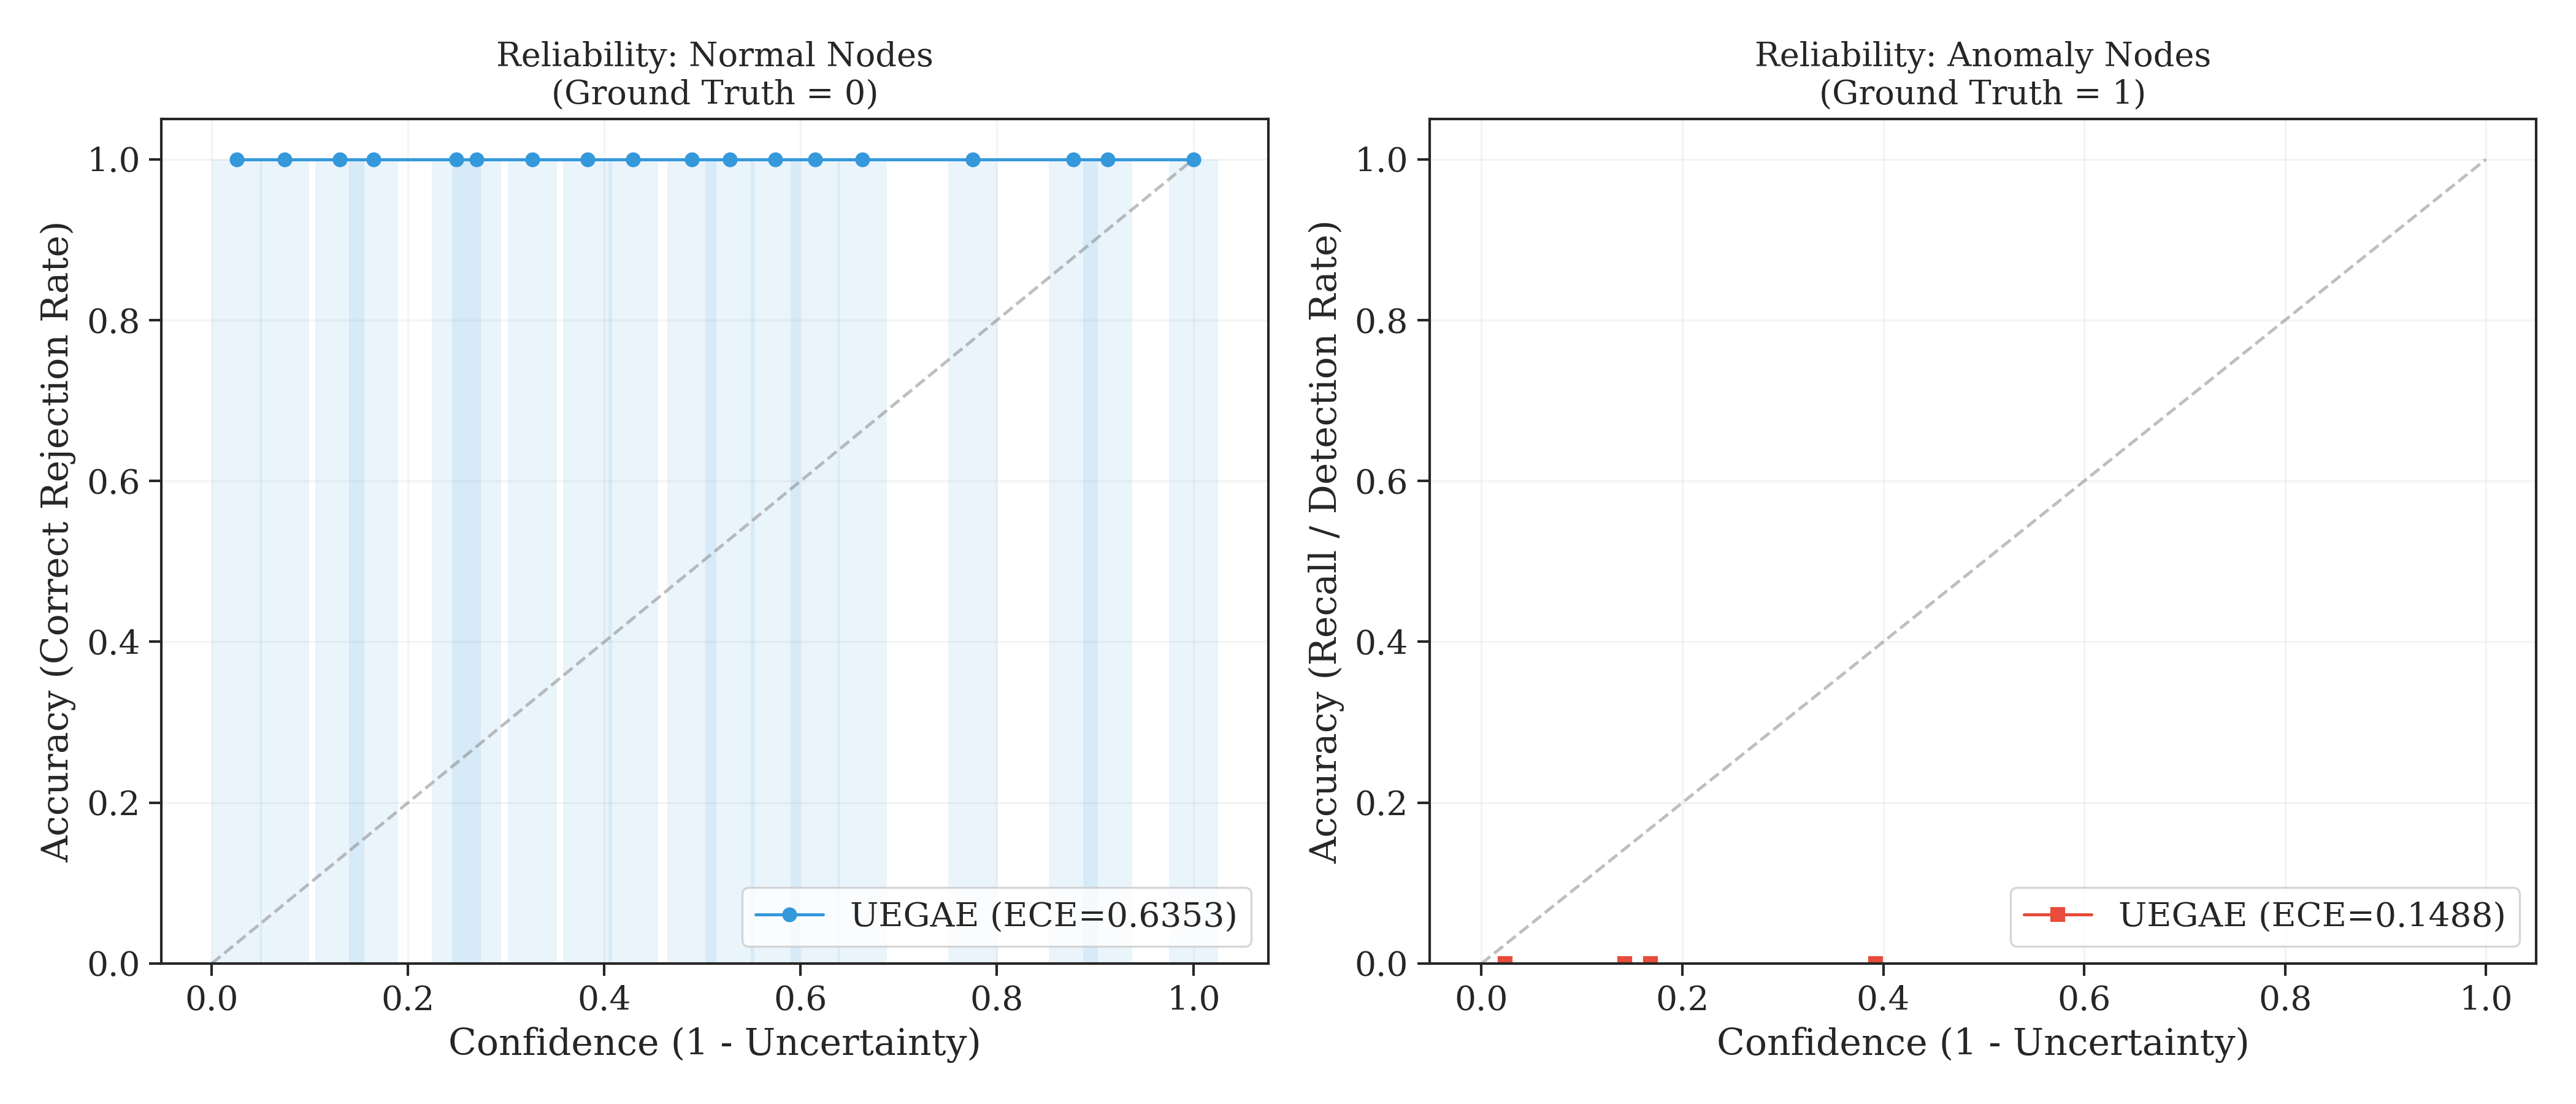 Reliability: Normal Nodes
(Ground Truth = 0)
Accuracy (Correct Rejection Rate)
1.0
0.8
0.6
0.4
0.2
0.0
0.0 0.2 0.4 0.6 0.8 1.0
Confidence (1 - Uncertainty)
UEGAE (ECE=0.6353)
Reliability: Anomaly Nodes
(Ground Truth = 1)
Accuracy (Recall / Detection Rate)
1.0
0.8
0.6
0.4
0.2
0.0
0.0 0.2 0.4 0.6 0.8 1.0
Confidence (1 - Uncertainty)
UEGAE (ECE=0.1488)